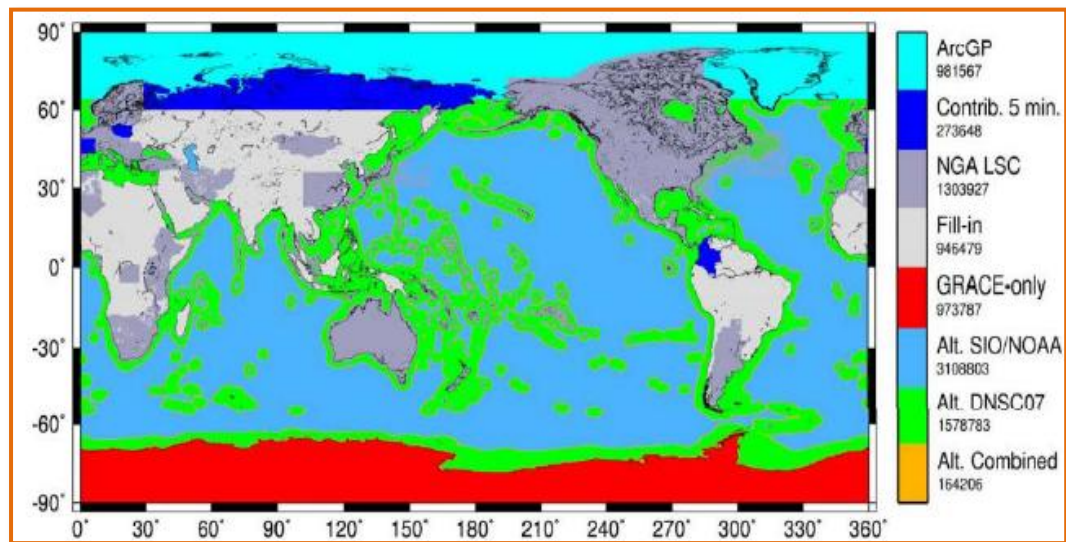 90°
60°
30°
0°
-30°
-60°
-90°
0° 30° 60° 90° 120° 150° 180° 210° 240° 270° 300° 330° 360°
ArcGP
981567
Contrib. 5 min.
273648
NGA LSC
1303927
Fill-in
946479
GRACE-only
973787
Alt. SIO/NOAA
3108803
Alt. DNSC07
1578783
Alt. Combined
164206